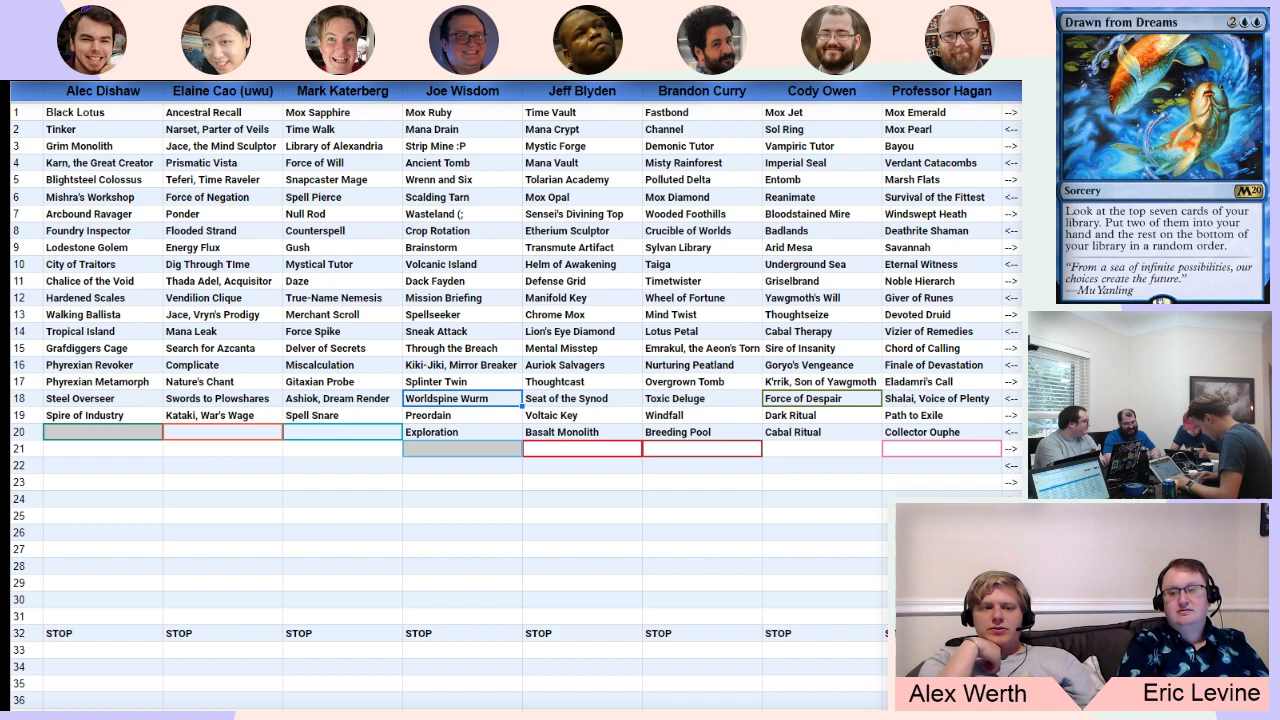 Alec Dishaw Elaine Cao (uwu) Mark Katerberg Joe Wisdom Jeff Blyden Brandon Curry Cody Owen Professor Hagan
1 Black Lotus Ancestral Recall Mox Sapphire Mox Ruby Time Vault Fastbond Mox Jet Mox Emerald -->
2 Tinker Narset, Parter of Veils Time Walk Mana Drain Mana Crypt Channel Sol Ring Mox Pearl <--
3 Grim Monolith Jace, the Mind Sculptor Library of Alexandria Strip Mine :P Mystic Forge Demonic Tutor Vampiric Tutor Bayou -->
4 Karn, the Great Creator Prismatic Vista Force of Will Ancient Tomb Mana Vault Misty Rainforest Imperial Seal Verdant Catacombs <--
5 Blightsteel Colossus Teferi, Time Raveler Snapcaster Mage Wrenn and Six Tolarian Academy Polluted Delta Entomb Marsh Flats -->
6 Mishra's Workshop Force of Negation Spell Pierce Scalding Tarn Mox Opal Mox Diamond Reanimate Survival of the Fittest <--
7 Arcbound Ravager Ponder Null Rod Wasteland (; Sensei's Divining Top Wooded Foothills Bloodstained Mire Windswept Heath -->
8 Foundry Inspector Flooded Strand Counterspell Crop Rotation Etherium Sculptor Crucible of Worlds Badlands Deathrite Shaman <--
9 Lodestone Golem Energy Flux Gush Brainstorm Transmute Artifact Sylvan Library Arid Mesa Savannah -->
10 City of Traitors Dig Through TIme Mystical Tutor Volcanic Island Helm of Awakening Taiga Underground Sea Eternal Witness <--
11 Chalice of the Void Thada Adel, Acquisitor Daze Dack Fayden Defense Grid Timetwister Griselbrand Noble Hierarch -->
12 Hardened Scales Vendilion Clique True-Name Nemesis Mission Briefing Manifold Key Wheel of Fortune Yawgmoth's Will Giver of Runes <--
13 Walking Ballista Jace, Vryn's Prodigy Merchant Scroll Spellseeker Chrome Mox Mind Twist Thoughtseize Devoted Druid -->
14 Tropical Island Mana Leak Force Spike Sneak Attack Lion's Eye Diamond Lotus Petal Cabal Therapy Vizier of Remedies <--
15 Grafdiggers Cage Search for Azcanta Delver of Secrets Through the Breach Mental Misstep Emrakul, the Aeon's Torn Sire of Insanity Chord of Calling -->
16 Phyrexian Revoker Complicate Miscalculation Kiki-Jiki, Mirror Breaker Auriok Salvagers Nurturing Peatland Goryo's Vengeance Finale of Devastation <--
17 Phyrexian Metamorph Nature's Chant Gitaxian Probe Splinter Twin Thoughtcast Overgrown Tomb K'rrik, Son of Yawgmoth Eladamri's Call -->
18 Steel Overseer Swords to Plowshares Ashiok, Dream Render Worldspine Wurm Seat of the Synod Toxic Deluge Force of Despair Shalai, Voice of Plenty <--
19 Spire of Industry Kataki, War's Wage Spell Snare Preordain Voltaic Key Windfall Dark Ritual Path to Exile -->
20 Exploration Basalt Monolith Breeding Pool Cabal Ritual Collector Ouphe <--
21 -->
22 <--
23 -->
24
25
26
27
28
29
30
31
32 STOP STOP STOP STOP STOP STOP STOP
33
34
35
36
Drawn from Dreams 2
Sorcery M20
Look at the top seven cards of your
library. Put two of them into your
hand and the rest on the bottom of
your library in a random order.
"From a sea of infinite possibilities, our
choices create the future."
—Mu Yanling
Alex Werth Eric Levine